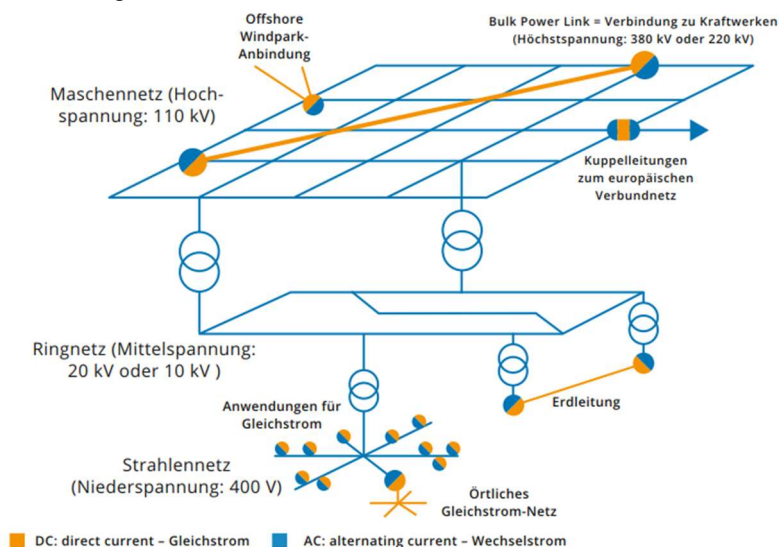 Offshore
Windpark-
Anbindung
Bulk Power Link = Verbindung zu Kraftwerken
(Höchstspannung: 380 kV oder 220 kV)
Maschennetz (Hoch-
spannung: 110 kV)
Kuppelleitungen
zum europäischen
Verbundnetz
Ringnetz (Mittelspannung:
20 kV oder 10 kV )
Anwendungen für
Gleichstrom
Erdleitung
Strahlennetz
(Niederspannung: 400 V)
Örtliches
Gleichstrom-Netz
DC: direct current – Gleichstrom
AC: alternating current – Wechselstrom